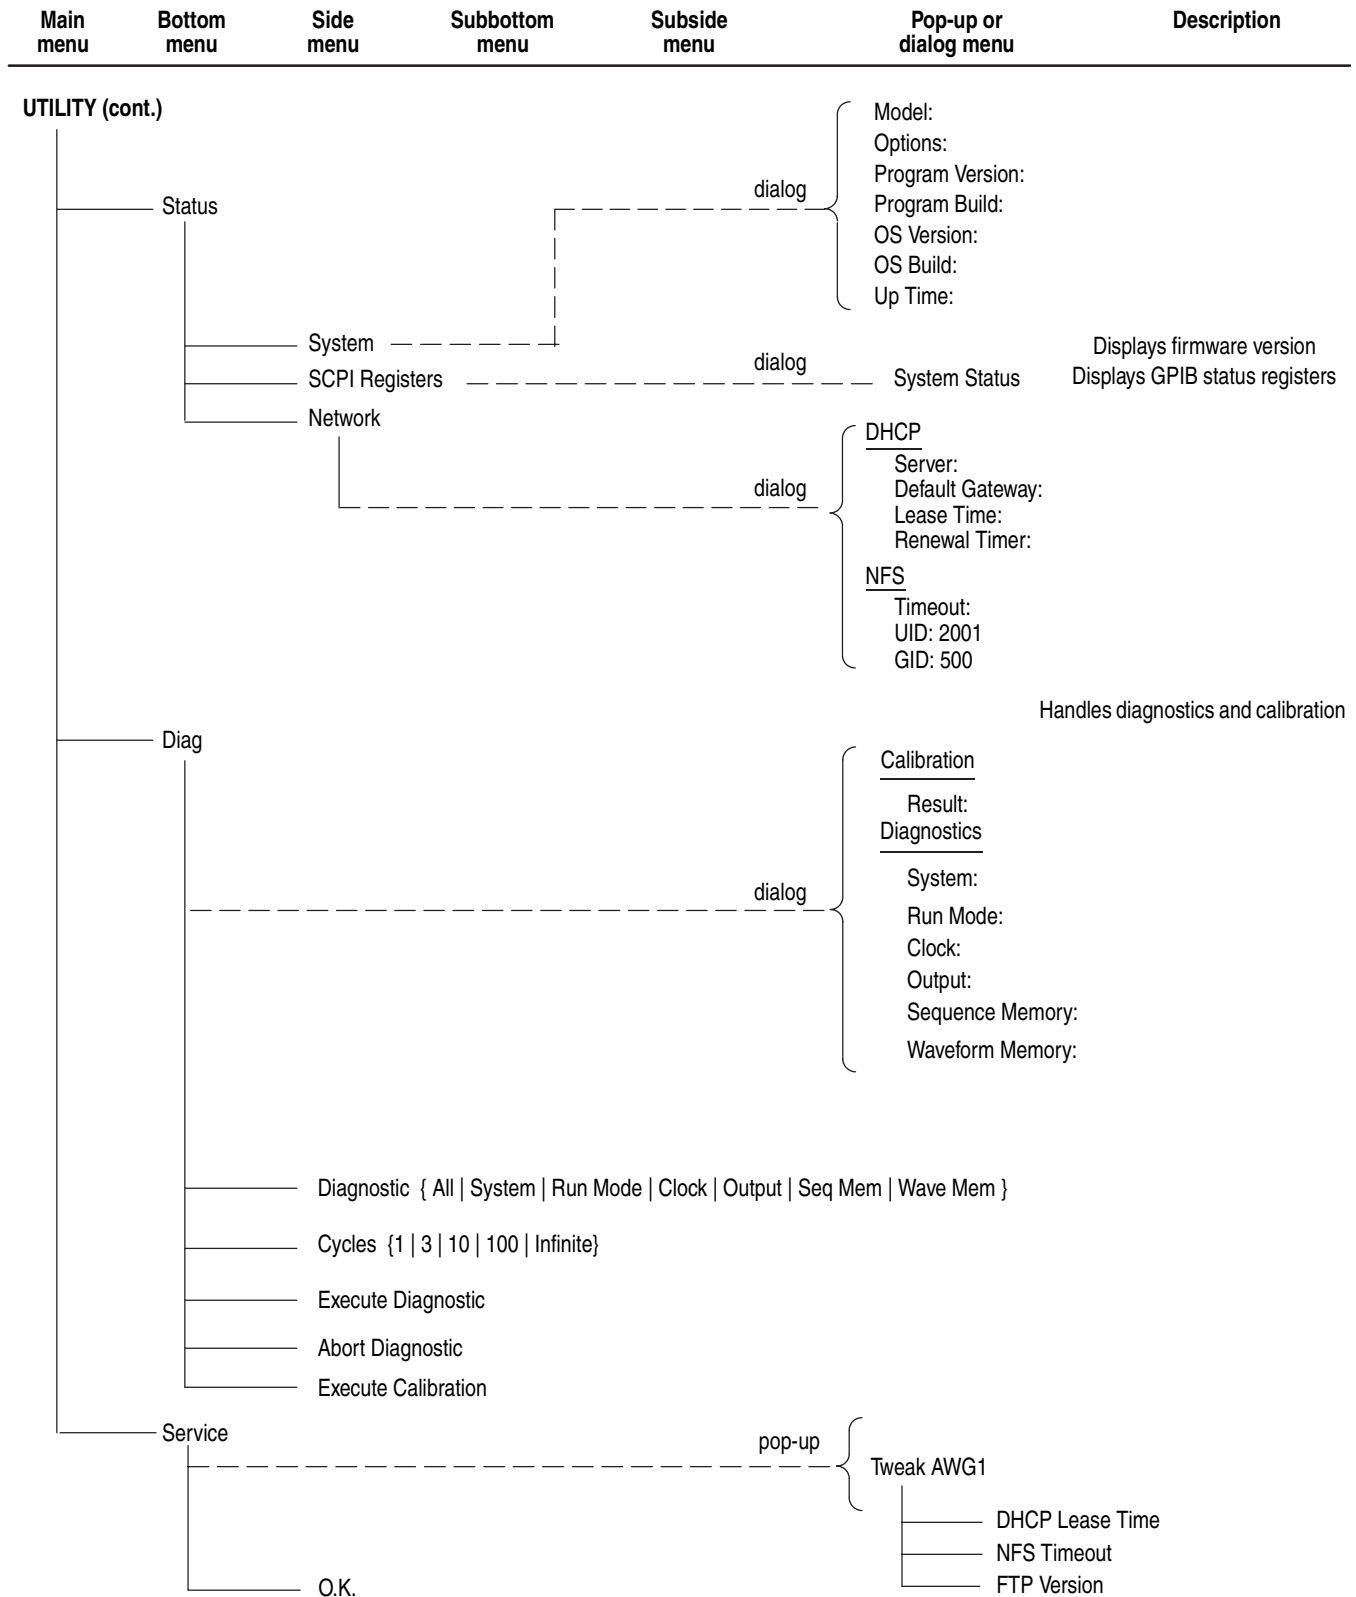 Main menu
Bottom menu
Side menu
Subbottom menu
Subside menu
Pop-up or dialog menu
Description
UTILITY (cont.)
Status
dialog
Model:
Options:
Program Version:
Program Build:
OS Version:
OS Build:
Up Time:
System
Displays firmware version
SCPI Registers
dialog
System Status
Displays GPIB status registers
Network
dialog
DHCP
Server:
Default Gateway:
Lease Time:
Renewal Timer:
NFS
Timeout:
UID: 2001
GID: 500
Handles diagnostics and calibration
Diag
dialog
Calibration
Result:
Diagnostics
System:
Run Mode:
Clock:
Output:
Sequence Memory:
Waveform Memory:
Diagnostic { All | System | Run Mode | Clock | Output | Seq Mem | Wave Mem }
Cycles {1 | 3 | 10 | 100 | Infinite}
Execute Diagnostic
Abort Diagnostic
Execute Calibration
Service
pop-up
Tweak AWG1
DHCP Lease Time
NFS Timeout
FTP Version
O.K.